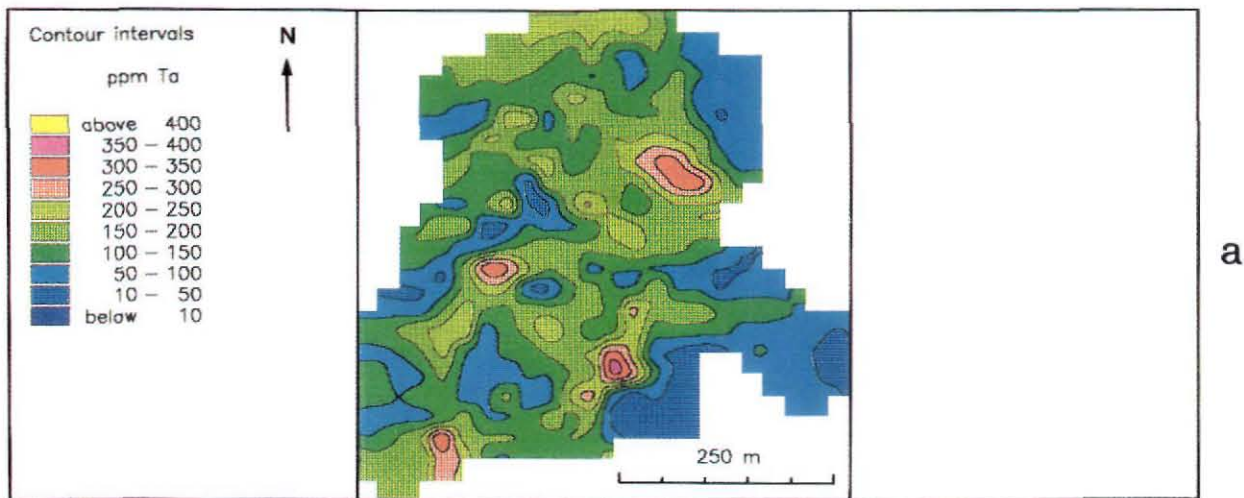 Contour intervals
N
ppm Ta
above 400
350 – 400
300 – 350
250 – 300
200 – 250
150 – 200
100 – 150
50 – 100
10 – 50
below 10
250 m
a